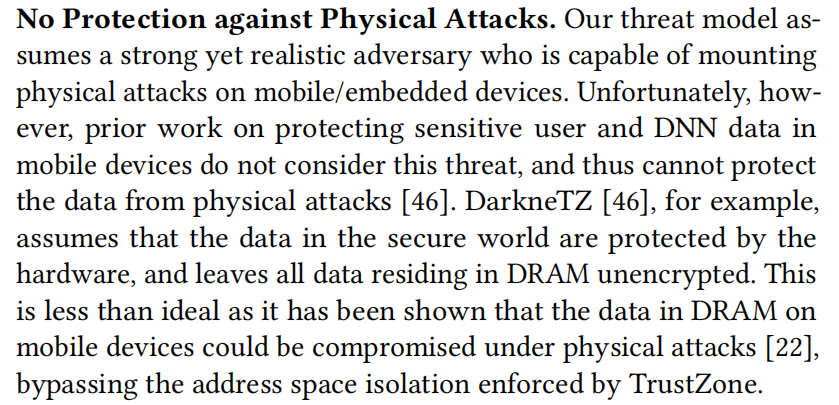 No Protection against Physical Attacks. Our threat model as-
sumes a strong yet realistic adversary who is capable of mounting
physical attacks on mobile/embedded devices. Unfortunately, how-
ever, prior work on protecting sensitive user and DNN data in
mobile devices do not consider this threat, and thus cannot protect
the data from physical attacks [46]. DarkneTZ [46], for example,
assumes that the data in the secure world are protected by the
hardware, and leaves all data residing in DRAM unencrypted. This
is less than ideal as it has been shown that the data in DRAM on
mobile devices could be compromised under physical attacks [22],
bypassing the address space isolation enforced by TrustZone.